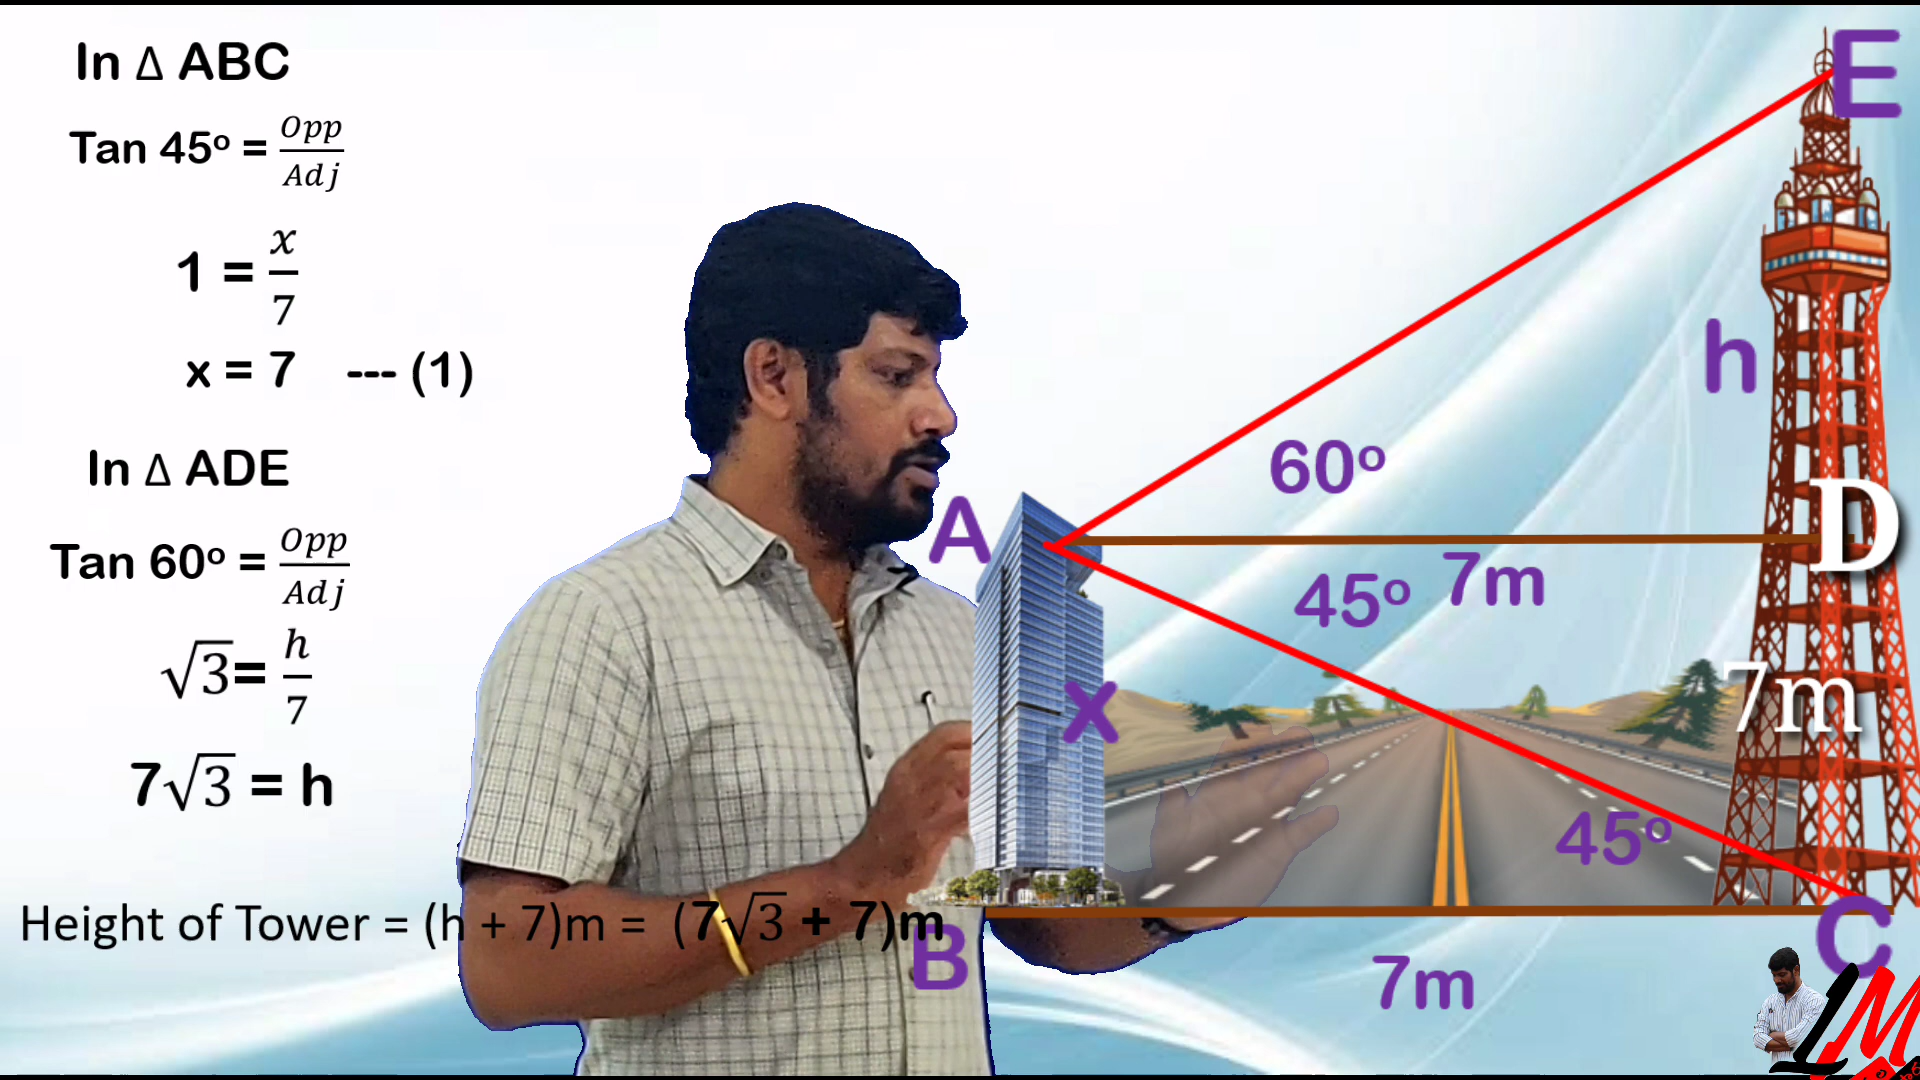 In Δ ABC
Tan 45° = Opp/Adj
1 = x/7
x = 7 --- (1)
In Δ ADE
Tan 60° = Opp/Adj
√3= h/7
7√3 = h
Height of Tower = (h + 7)m = (7√3 + 7)m
E
h
60°
A
D
45° 7m
x
7m
45°
B
C
7m
LM